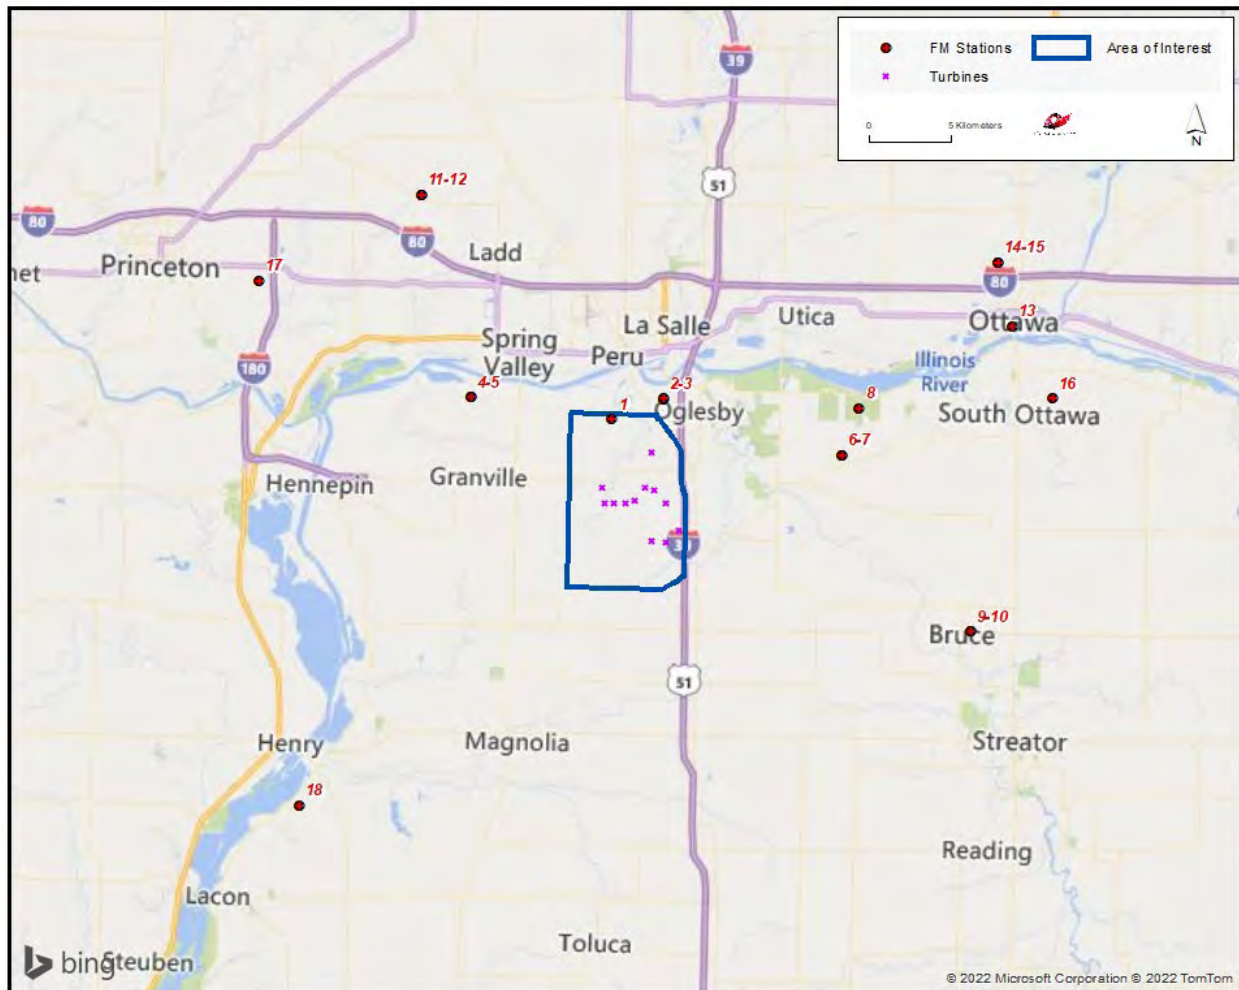 39
FM Stations
Area of Interest
Turbines
0
5 Kilometers
N
11-12
51
80
80
Ladd
14-15
Princeton
17
80
net
13
La Salle
Utica
Ottawa
Spring
Valley
Peru
Illinois
River
180
4-5
2-3
8
16
1
Oglesby
South Ottawa
6-7
Granville
Hennepin
9-10
Bruce
51
Henry
Magnolia
Streator
18
Reading
Lacon
Toluca
bing
Steuben
© 2022 Microsoft Corporation © 2022 TomTom